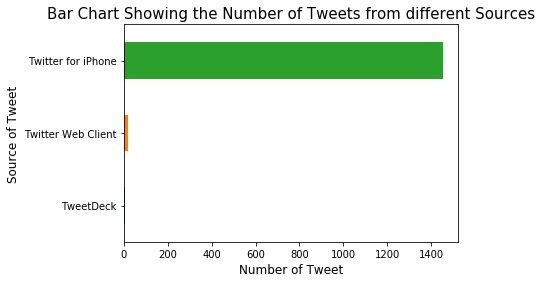 Bar Chart Showing the Number of Tweets from different Sources
Source of Tweet
Twitter for iPhone
Twitter Web Client
TweetDeck
0 200 400 600 800 1000 1200 1400
Number of Tweet